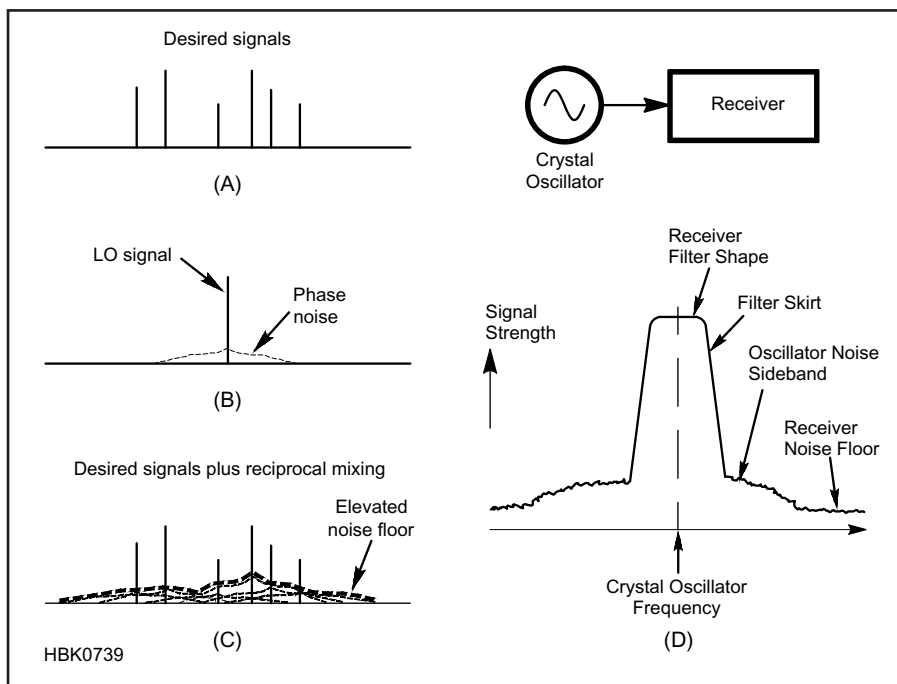 Desired signals
(A)
LO signal
Phase
noise
(B)
Desired signals plus reciprocal mixing
Elevated
noise floor
(C)
HBK0739
Receiver
Crystal
Oscillator
Receiver
Filter Shape
Signal
Strength
Filter Skirt
Oscillator Noise
Sideband
Receiver
Noise Floor
Crystal Oscillator
Frequency
(D)